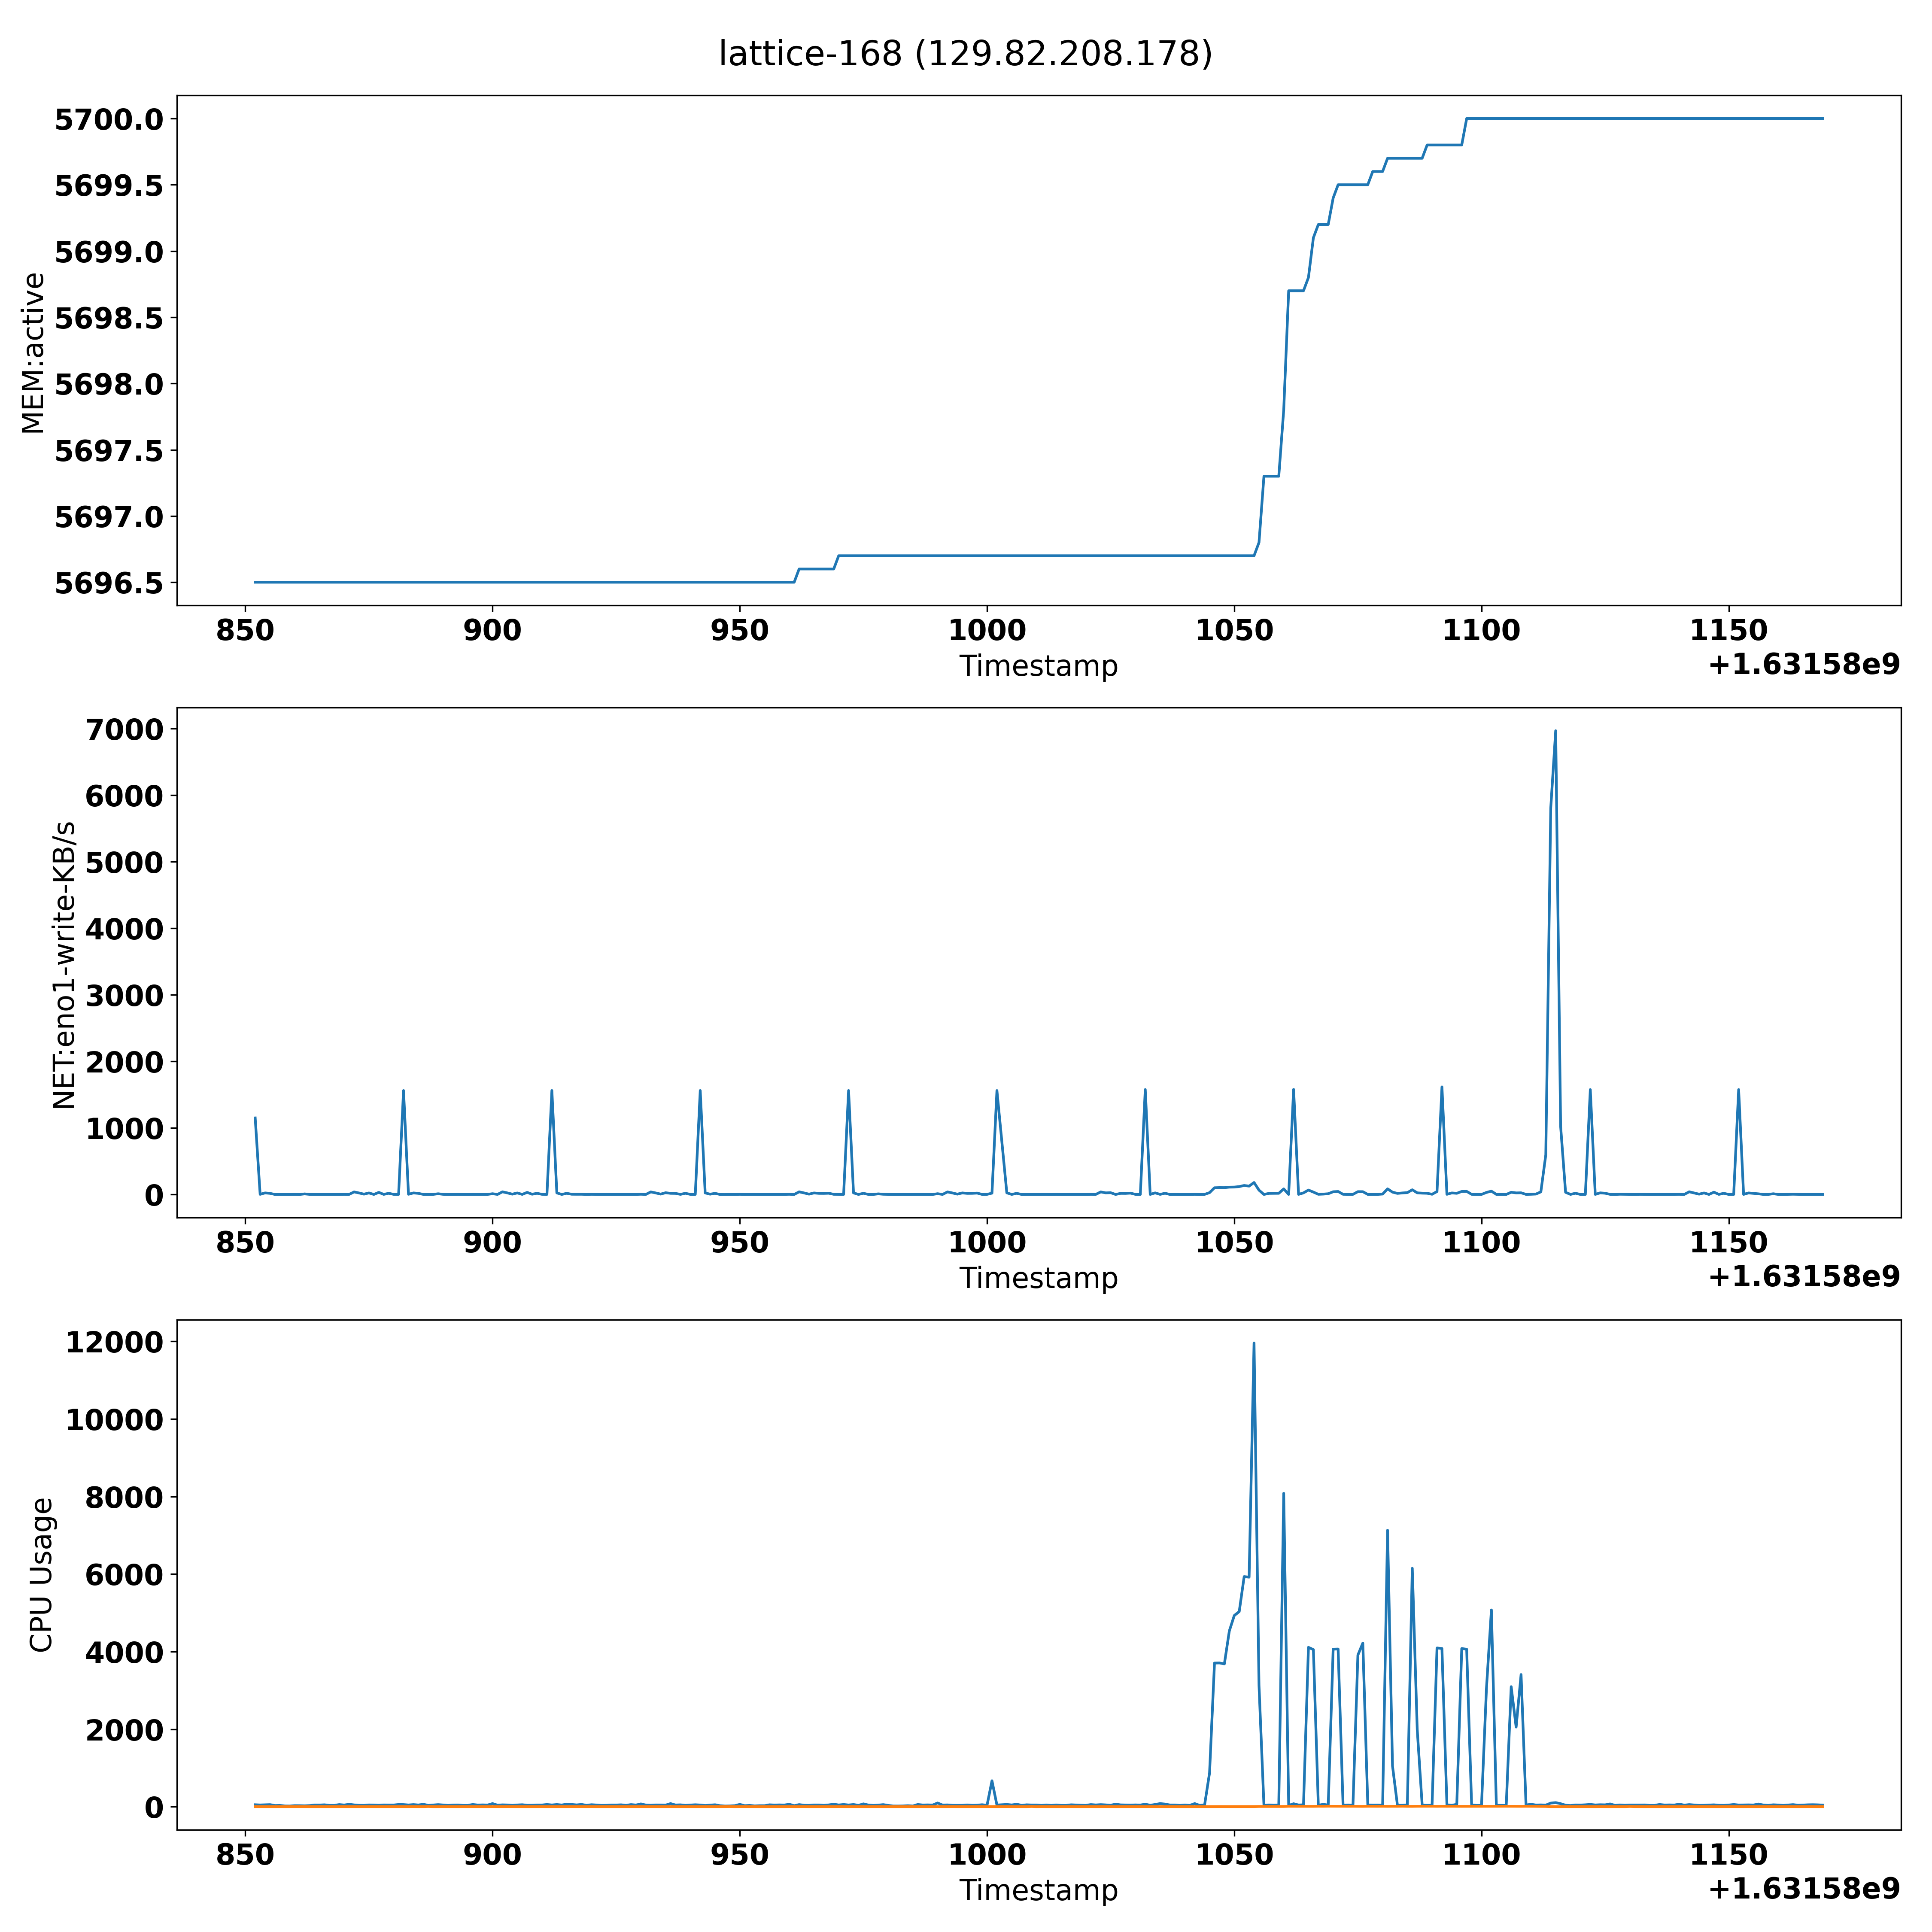 lattice-168 (129.82.208.178)
5700.0
5699.5
5699.0
5698.5
5698.0
5697.5
5697.0
5696.5
MEM:active
850 900 950 1000 1050 1100 1150
Timestamp
+1.63158e9
7000
6000
5000
4000
3000
2000
1000
0
NET:eno1-write-KB/s
850 900 950 1000 1050 1100 1150
Timestamp
+1.63158e9
12000
10000
8000
6000
4000
2000
0
CPU Usage
850 900 950 1000 1050 1100 1150
Timestamp
+1.63158e9